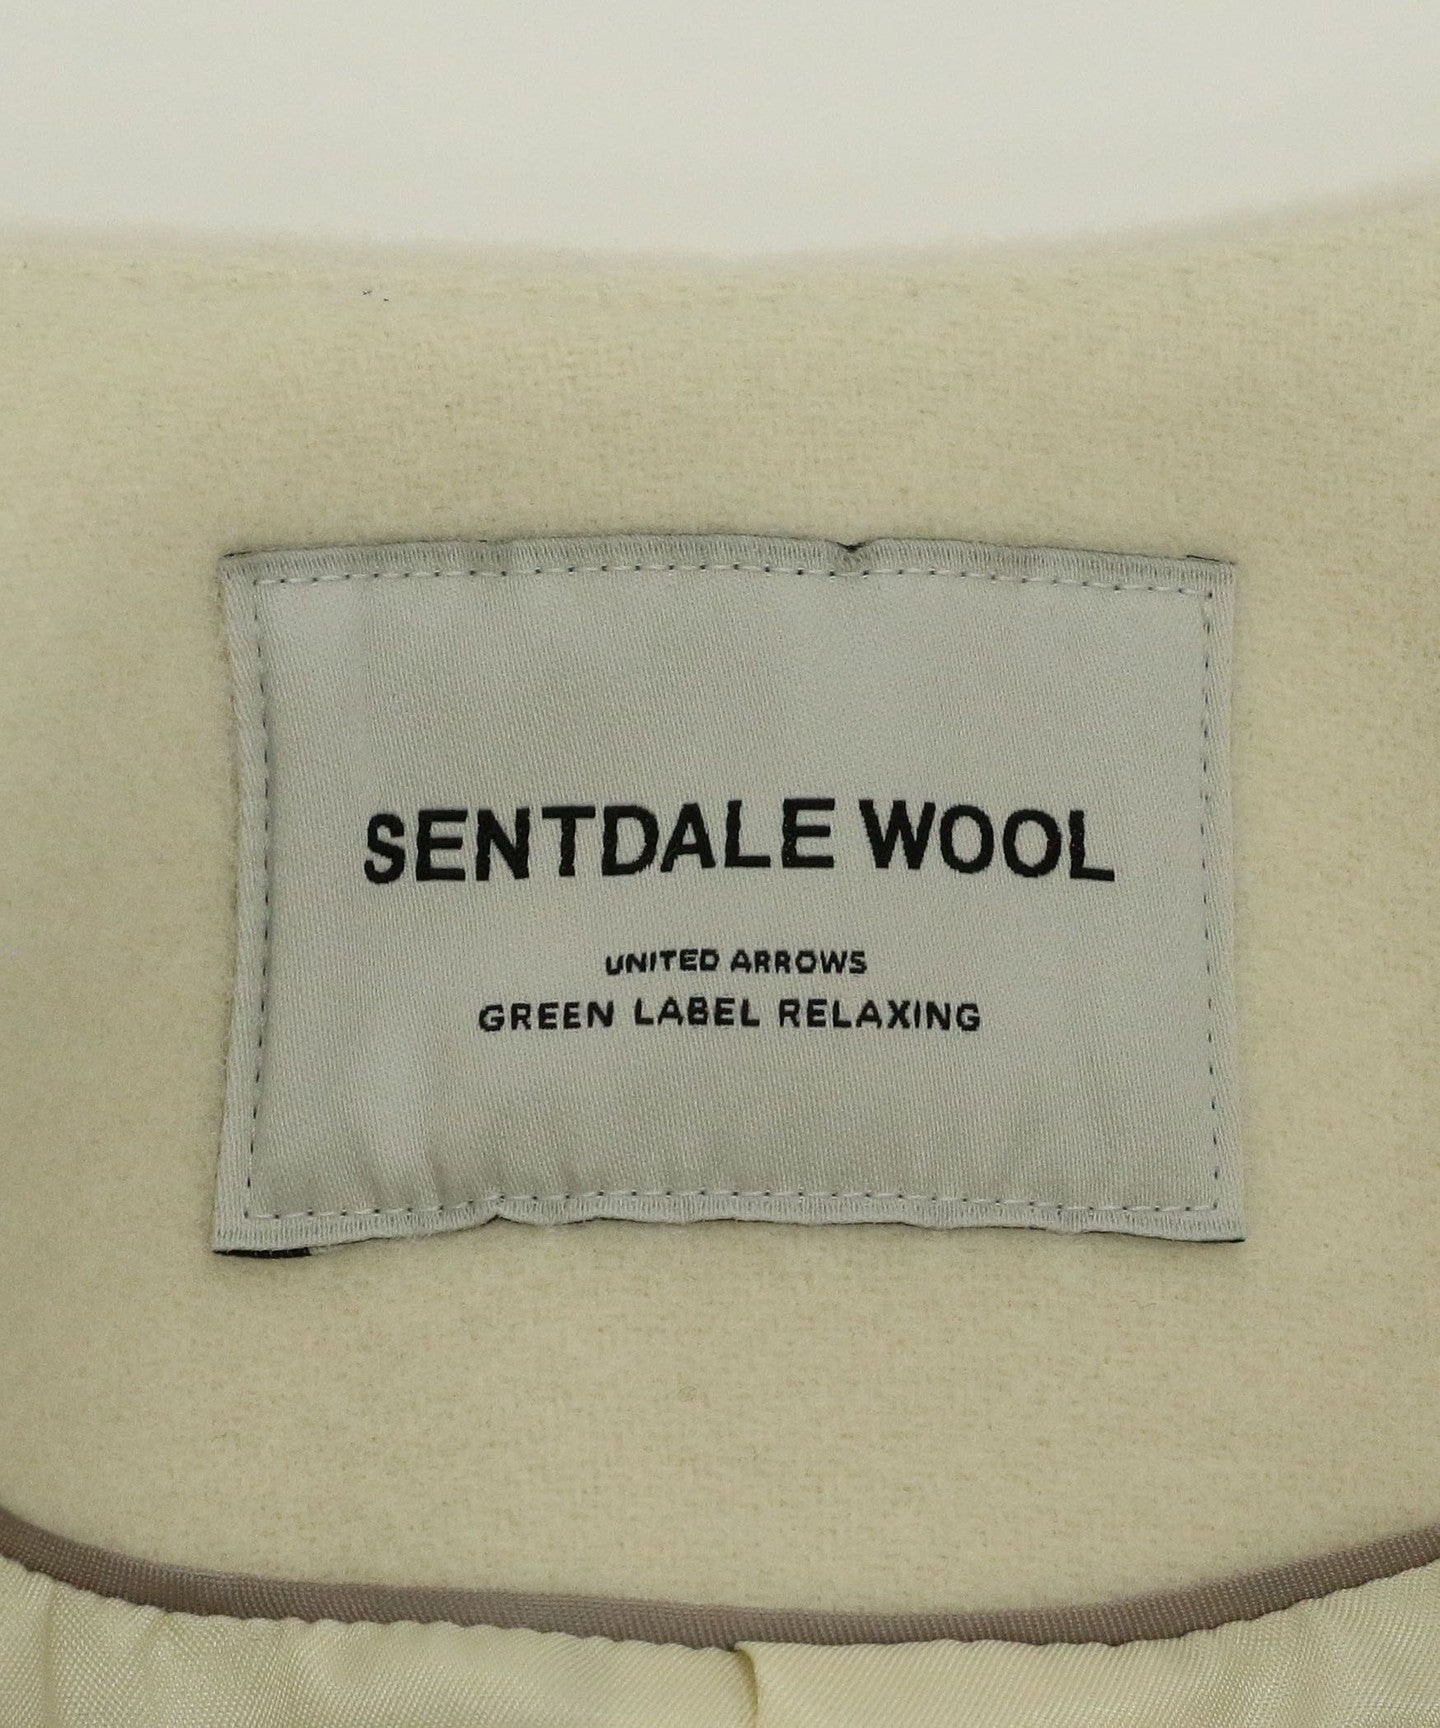 SENTDALE WOOL
UNITED ARROWS
GREEN LABEL RELAXING